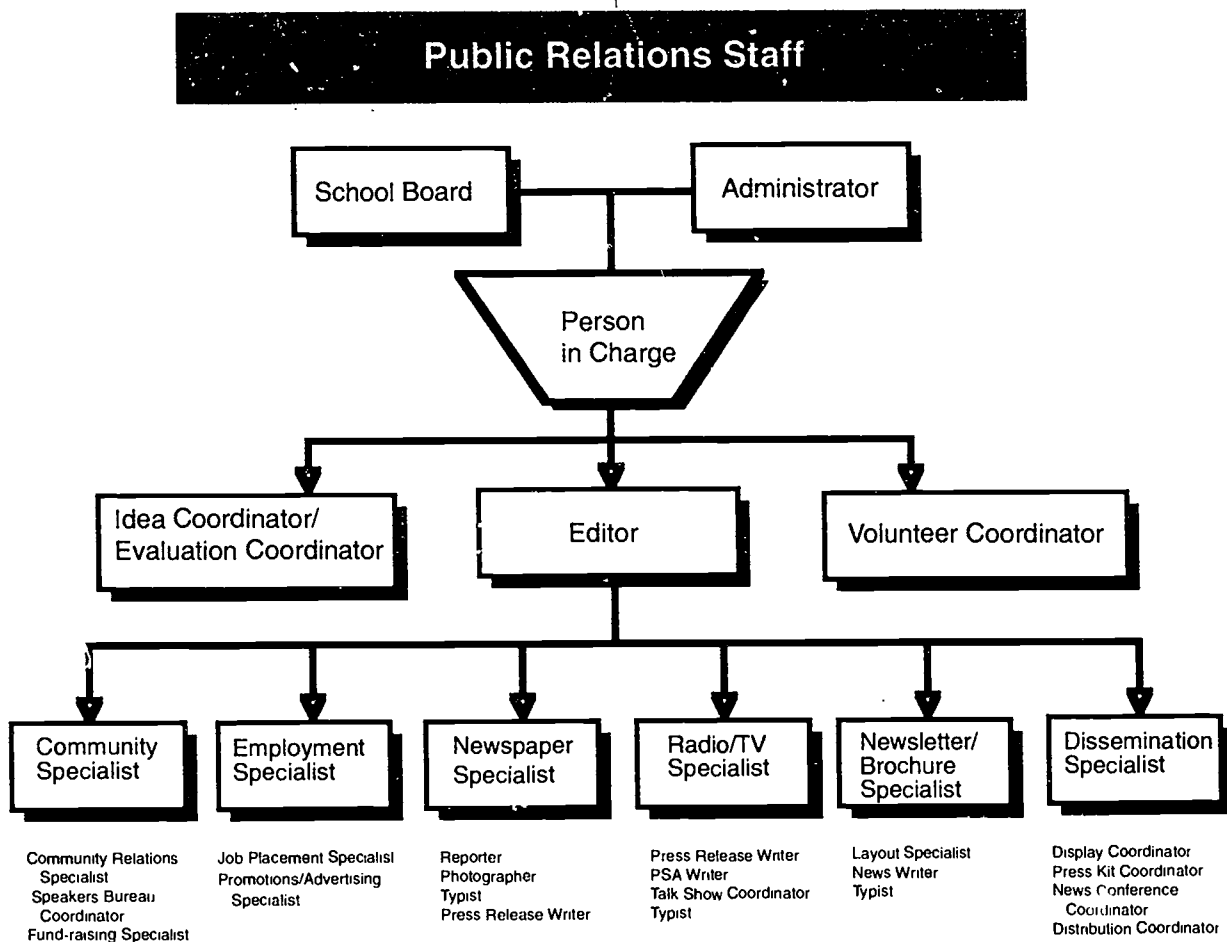 Public Relations Staff
School Board
Administrator
Person
in Charge
Idea Coordinator/
Evaluation Coordinator
Editor
Volunteer Coordinator
Community
Specialist
Employment
Specialist
Newspaper
Specialist
Radio/TV
Specialist
Newsletter/
Brochure
Specialist
Dissemination
Specialist
Community Relations
Specialist
Speakers Bureau
Coordinator
Fund-raising Specialist
Job Placement Specialist
Promotions/Advertising
Specialist
Reporter
Photographer
Typist
Press Release Writer
Press Release Writer
PSA Writer
Talk Show Coordinator
Typist
Layout Specialist
News Writer
Typist
Display Coordinator
Press Kit Coordinator
News Conference
Coordinator
Distribution Coordinator